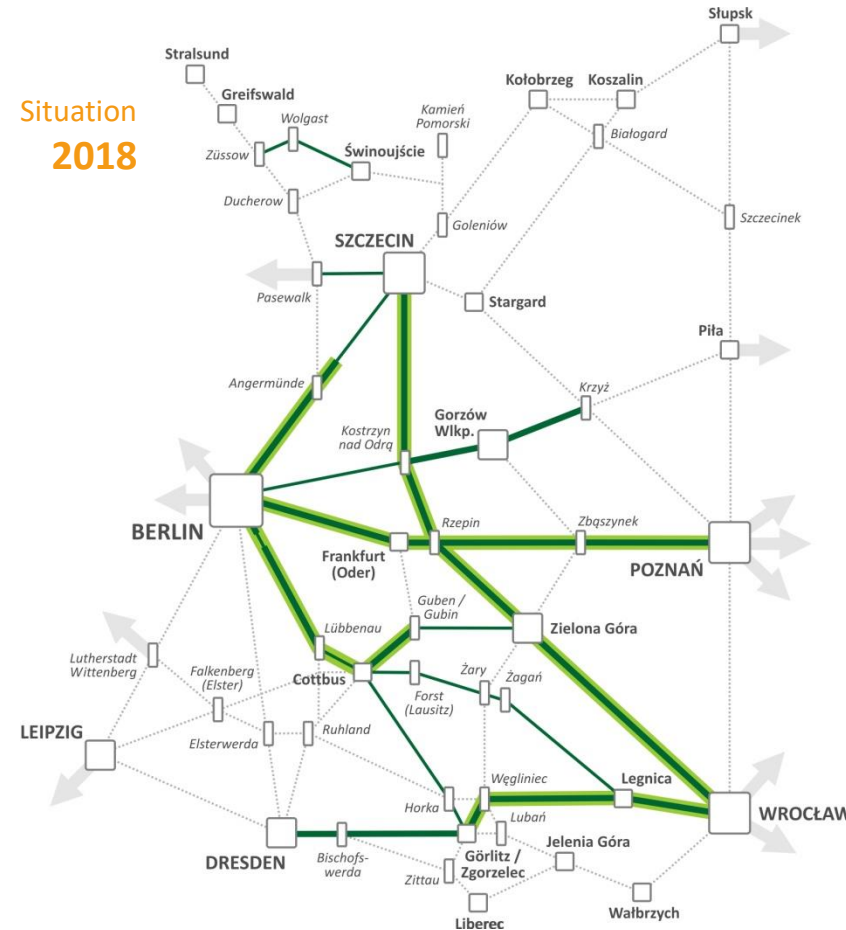 Situation
2018
Słupsk
Stralsund
Kołobrzeg
Koszalin
Greifswald
Wolgast
Kamień
Pomorski
Białogard
Züssow
Świnoujście
Ducherow
Goleniów
Szczecinek
SZCZECIN
Pasewalk
Stargard
Piła
Angermünde
Krzyż
Gorzów
Wlkp.
Kostrzyn
nad Odrą
BERLIN
Rzepin
Zbąszynek
Frankfurt
(Oder)
POZNAŃ
Guben /
Gubin
Lübbenau
Zielona Góra
Lutherstadt
Wittenberg
Falkenberg
(Elster)
Cottbus
Żary
Żagań
Forst
(Lausitz)
LEIPZIG
Elsterwerda
Ruhland
Węgliniec
Legnica
Horka
Lubań
WROCŁAW
DRESDEN
Bischofs-
werda
Görlitz /
Zgorzelec
Jelenia Góra
Zittau
Liberec
Wałbrzych